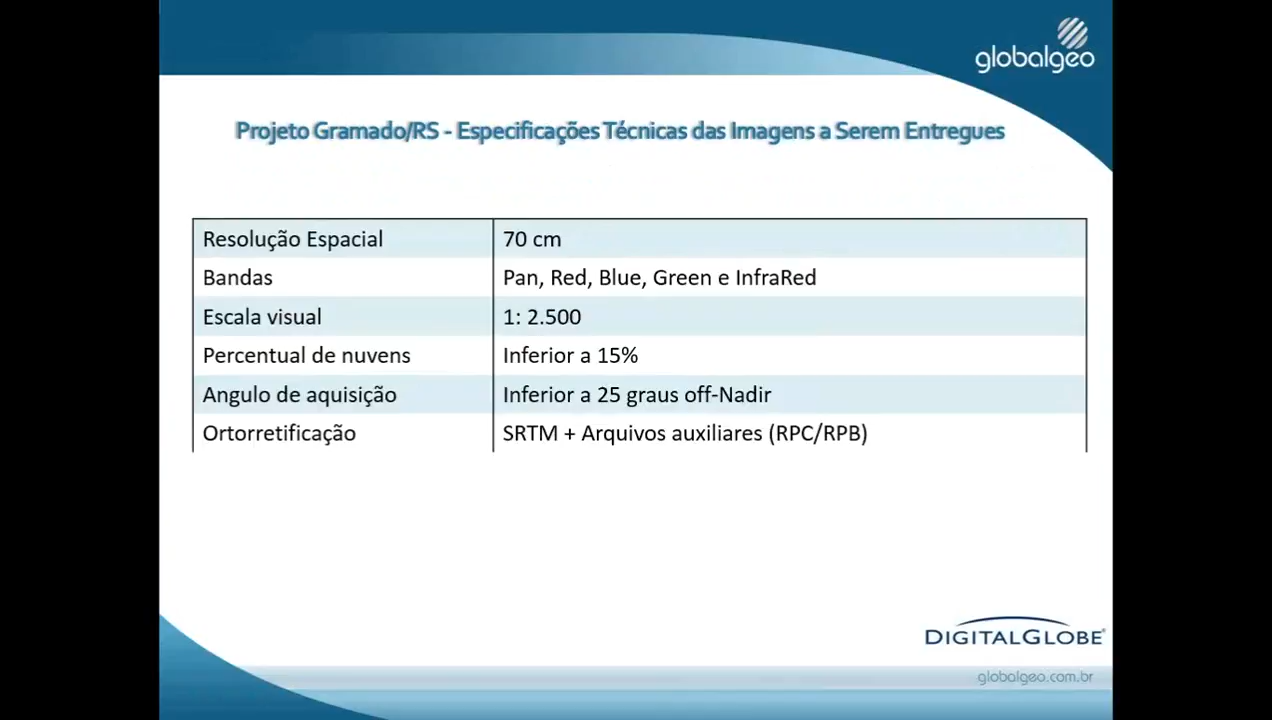 globalgeo
Projeto Gramado/RS - Especificações Técnicas das Imagens a Serem Entregues
Resolução Espacial 70 cm
Bandas Pan, Red, Blue, Green e InfraRed
Escala visual 1: 2.500
Percentual de nuvens Inferior a 15%
Angulo de aquisição Inferior a 25 graus off-Nadir
Ortorretificação SRTM + Arquivos auxiliares (RPC/RPB)
DIGITALGLOBE®
globalgeo.com.br